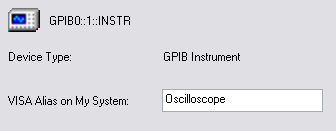 GPIB0::1::INSTR
Device Type: GPIB Instrument
VISA Alias on My System: Oscilloscope